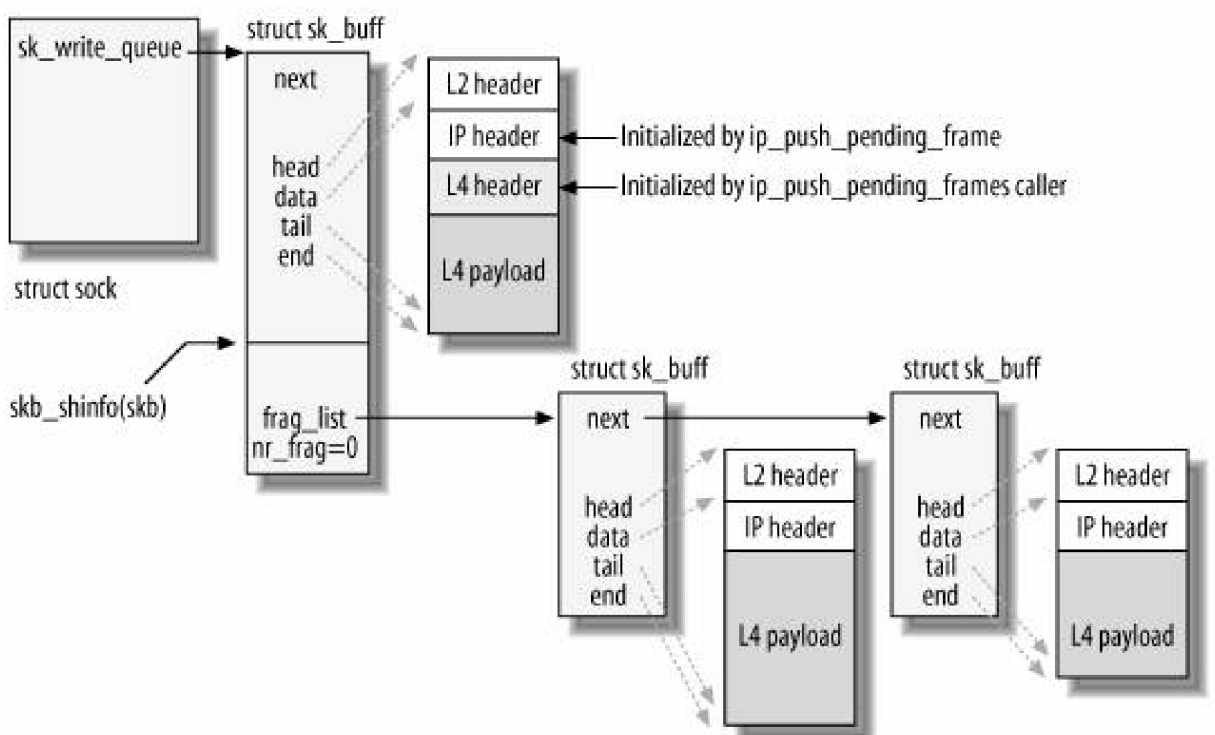 struct sk_buff
sk_write_queue
next
head
data
tail
end
L2 header
IP header
L4 header
L4 payload
Initialized by ip_push_pending_frame
Initialized by ip_push_pending_frames caller
struct sock
skb_shinfo(skb)
frag_list
nr_frag=0
struct sk_buff
next
head
data
tail
end
L2 header
IP header
L4 payload
struct sk_buff
next
head
data
tail
end
L2 header
IP header
L4 payload